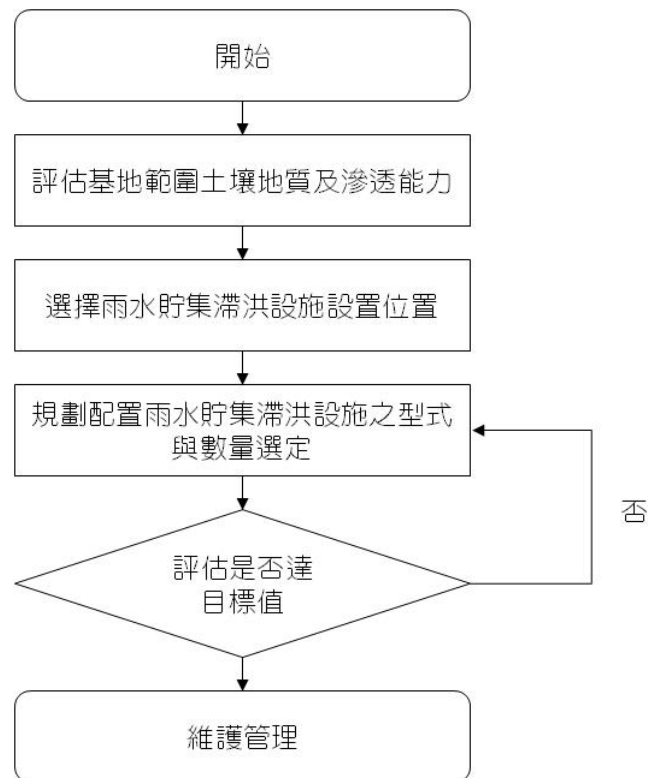 開始
評估基地範圍土壤地質及滲透能力
選擇雨水貯集滯洪設施設置位置
規劃配置雨水貯集滯洪設施之型式
與數量選定
否
評估是否達
目標值
維護管理